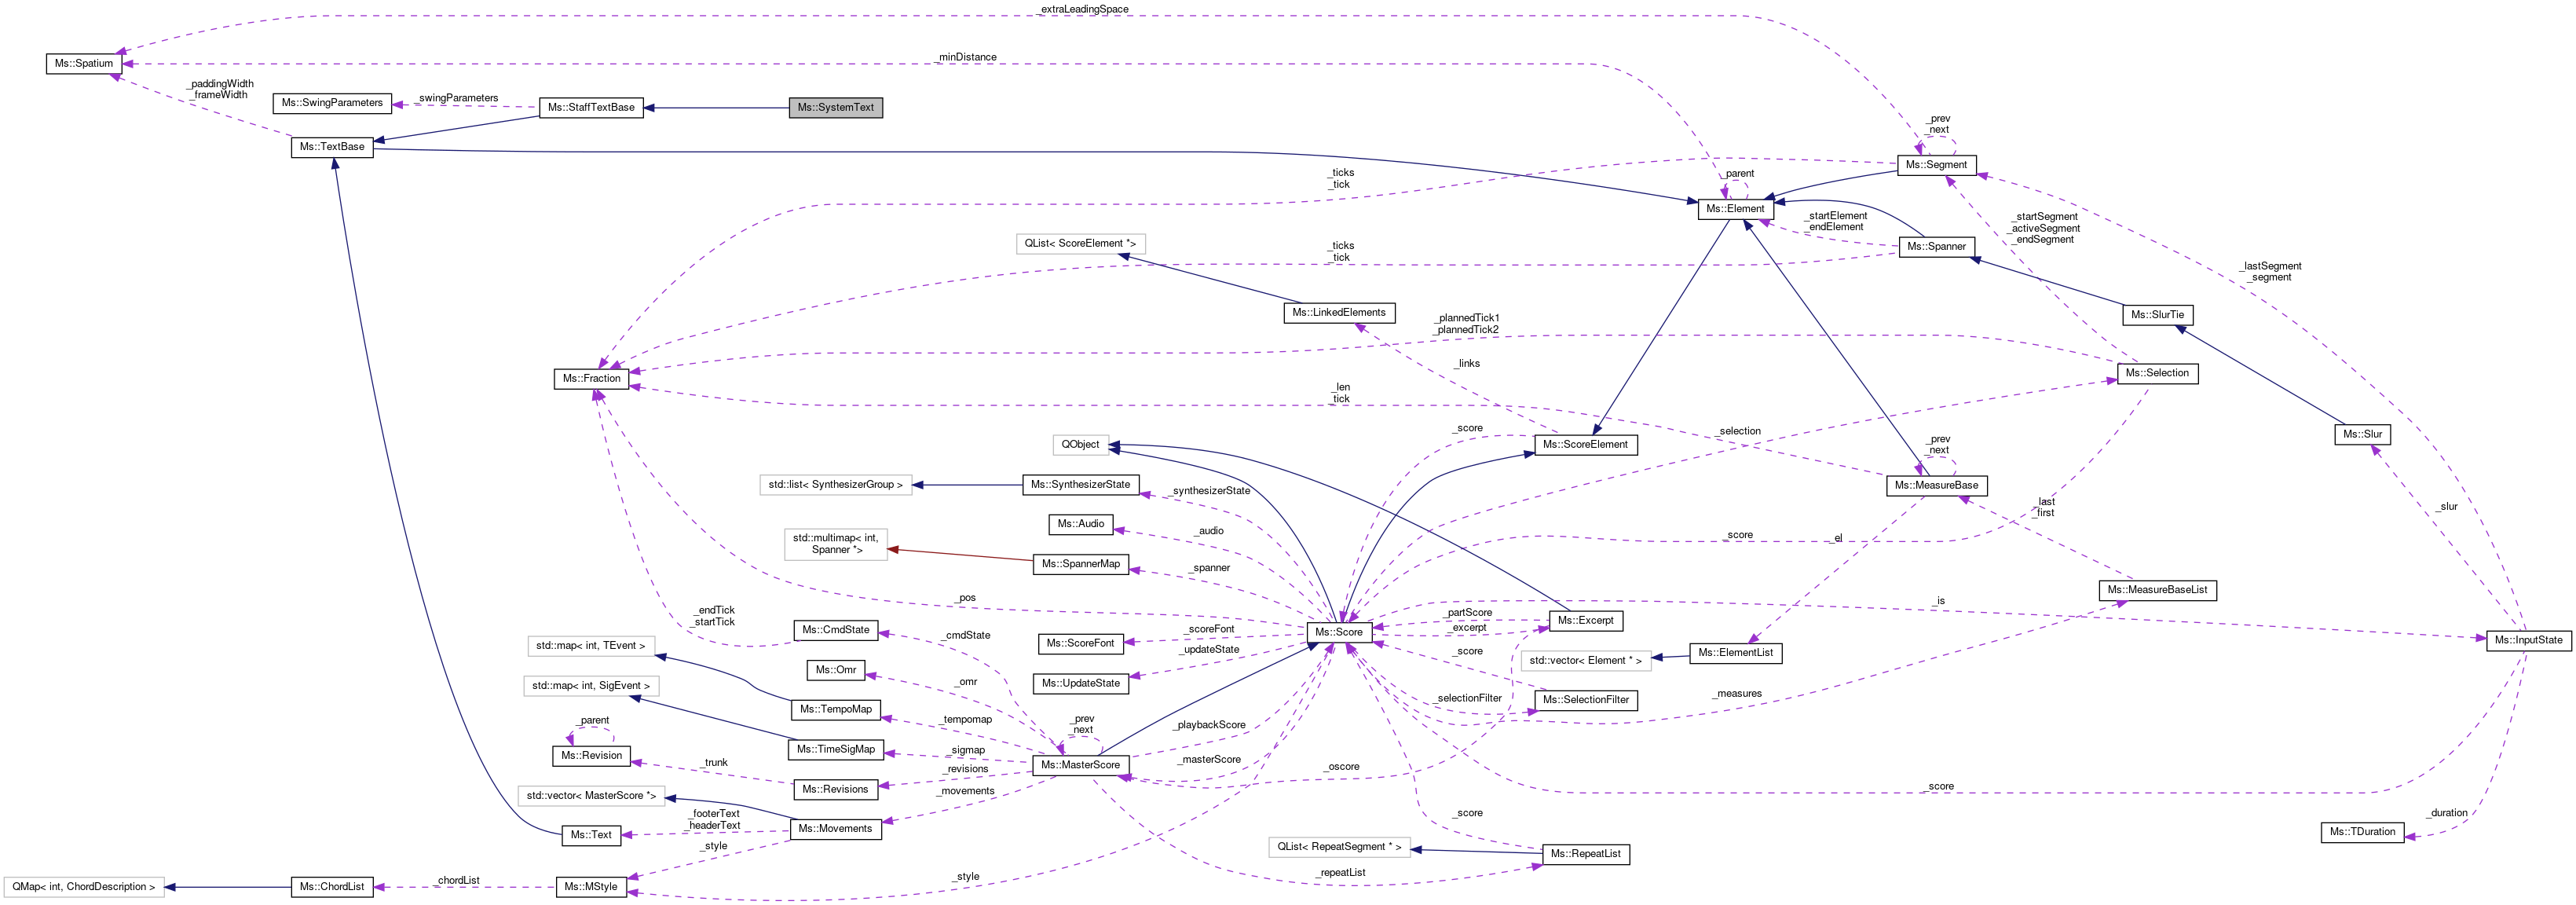 _extraLeadingSpace
Ms::Spatium
_minDistance
_paddingWidth
_frameWidth
Ms::SwingParameters
_swingParameters
Ms::StaffTextBase
Ms::SystemText
Ms::TextBase
_prev
_next
Ms::Segment
_ticks
_tick
_parent
Ms::Element
_startElement
_endElement
_startSegment
_activeSegment
_endSegment
QList< ScoreElement *>
_ticks
_tick
Ms::Spanner
_lastSegment
_segment
Ms::LinkedElements
Ms::SlurTie
_plannedTick1
_plannedTick2
Ms::Fraction
_links
Ms::Selection
_len
_tick
QObject
_score
Ms::ScoreElement
_selection
_prev
_next
Ms::Slur
std::list< SynthesizerGroup >
Ms::SynthesizerState
_synthesizerState
Ms::MeasureBase
_last
_first
_slur
Ms::Audio
_audio
std::multimap< int,
Spanner *>
Ms::SpannerMap
_spanner
_score
_el
_pos
Ms::MeasureBaseList
_is
_endTick
_startTick
Ms::CmdState
_cmdState
Ms::ScoreFont
_scoreFont
Ms::Score
_partScore
_excerpt
Ms::Excerpt
Ms::InputState
std::map< int, TEvent >
Ms::Omr
_updateState
_score
std::vector< Element * >
Ms::ElementList
std::map< int, SigEvent >
_omr
Ms::UpdateState
_selectionFilter
Ms::SelectionFilter
_measures
Ms::TempoMap
_tempomap
_parent
_prev
_next
_playbackScore
Ms::Revision
Ms::TimeSigMap
_sigmap
Ms::MasterScore
_masterScore
_oscore
_trunk
_revisions
Ms::Revisions
_movements
_score
std::vector< MasterScore *>
_footerText
_headerText
Ms::Text
Ms::Movements
_score
_duration
Ms::TDuration
_style
QList< RepeatSegment * >
Ms::RepeatList
_repeatList
QMap< int, ChordDescription >
Ms::ChordList
_chordList
Ms::MStyle
_style